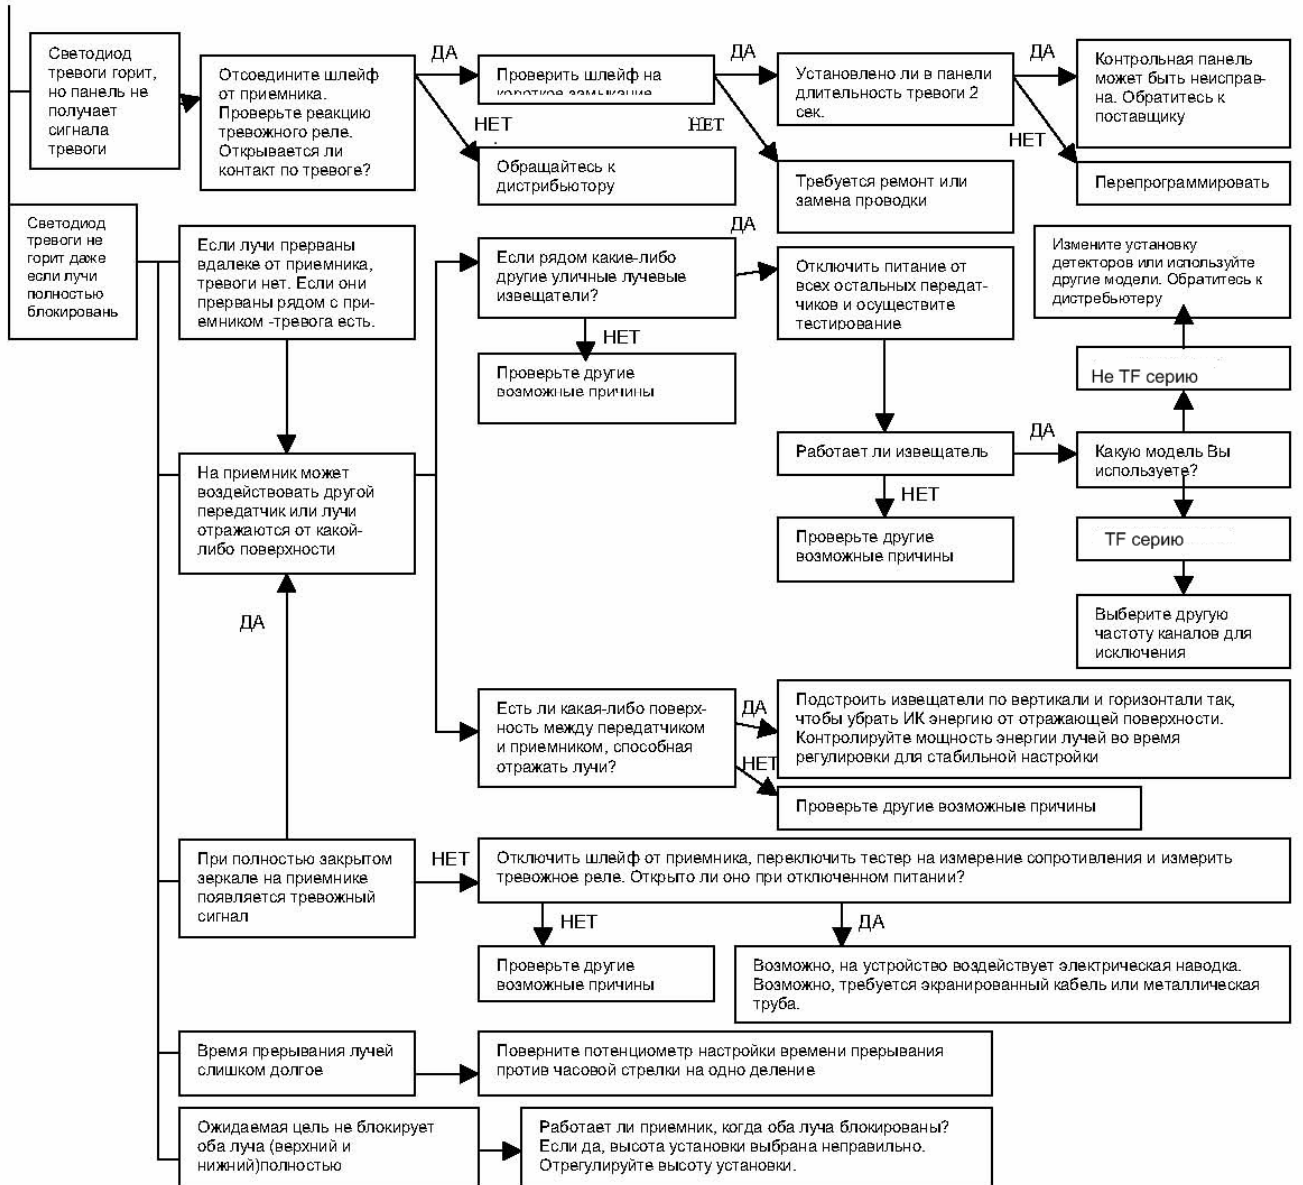 Светодиод
тревоги горит,
но панель не
получает
сигнала
тревоги
Отсоедините шлейф
от приемника.
Проверьте реакцию
тревожного реле.
Открывается ли
контакт по тревоге?
ДА
НЕТ
Проверить шлейф на
короткое замыкание
Обращайтесь к
дистрибьютору
ДА
НЕТ
Установлено ли в панели
длительность тревоги 2
сек.
Требуется ремонт или
замена проводки
ДА
НЕТ
Контрольная панель
может быть неисправ-
на. Обратитесь к
поставщику
Перепрограммировать
Светодиод
тревоги не
горит даже
если лучи
полностью
блокировань
Если лучи прерваны
вдалеке от приемника,
тревоги нет. Если они
прерваны рядом с при-
емником -тревога есть.
Если рядом какие-либо
другие уличные лучевые
извещатели?
ДА
НЕТ
Проверьте другие
возможные причины
Отключить питание от
всех остальных передат-
чиков и осуществите
тестирование
Измените установку
детекторов или используйте
другие модели. Обратитесь к
дистребьютеру
Не TF серию
Работает ли извещатель
ДА
Какую модель Вы
используете?
НЕТ
Проверьте другие
возможные причины
TF серию
Выберите другую
частоту каналов для
исключения
На приемник может
воздействовать другой
передатчик или лучи
отражаются от какой-
либо поверхности
ДА
Есть ли какая-либо поверх-
ность между передатчиком
и приемником, способная
отражать лучи?
ДА
НЕТ
Подстроить извещатели по вертикали и горизонтали так,
чтобы убрать ИК энергию от отражающей поверхности.
Контролируйте мощность энергии лучей во время
регулировки для стабильной настройки
Проверьте другие возможные причины
При полностью закрытом
зеркале на приемнике
появляется тревожный
сигнал
НЕТ
Отключить шлейф от приемника, переключить тестер на измерение сопротивления и измерить
тревожное реле. Открыто ли оно при отключенном питании?
НЕТ
ДА
Проверьте другие
возможные причины
Возможно, на устройство воздействует электрическая наводка.
Возможно, требуется экранированный кабель или металлическая
труба.
Время прерывания лучей
слишком долгое
Поверните потенциометр настройки времени прерывания
против часовой стрелки на одно деление
Ожидаемая цель не блокирует
оба луча (верхний и
нижний)полностью
Работает ли приемник, когда оба луча блокированы?
Если да, высота установки выбрана неправильно.
Отрегулируйте высоту установки.